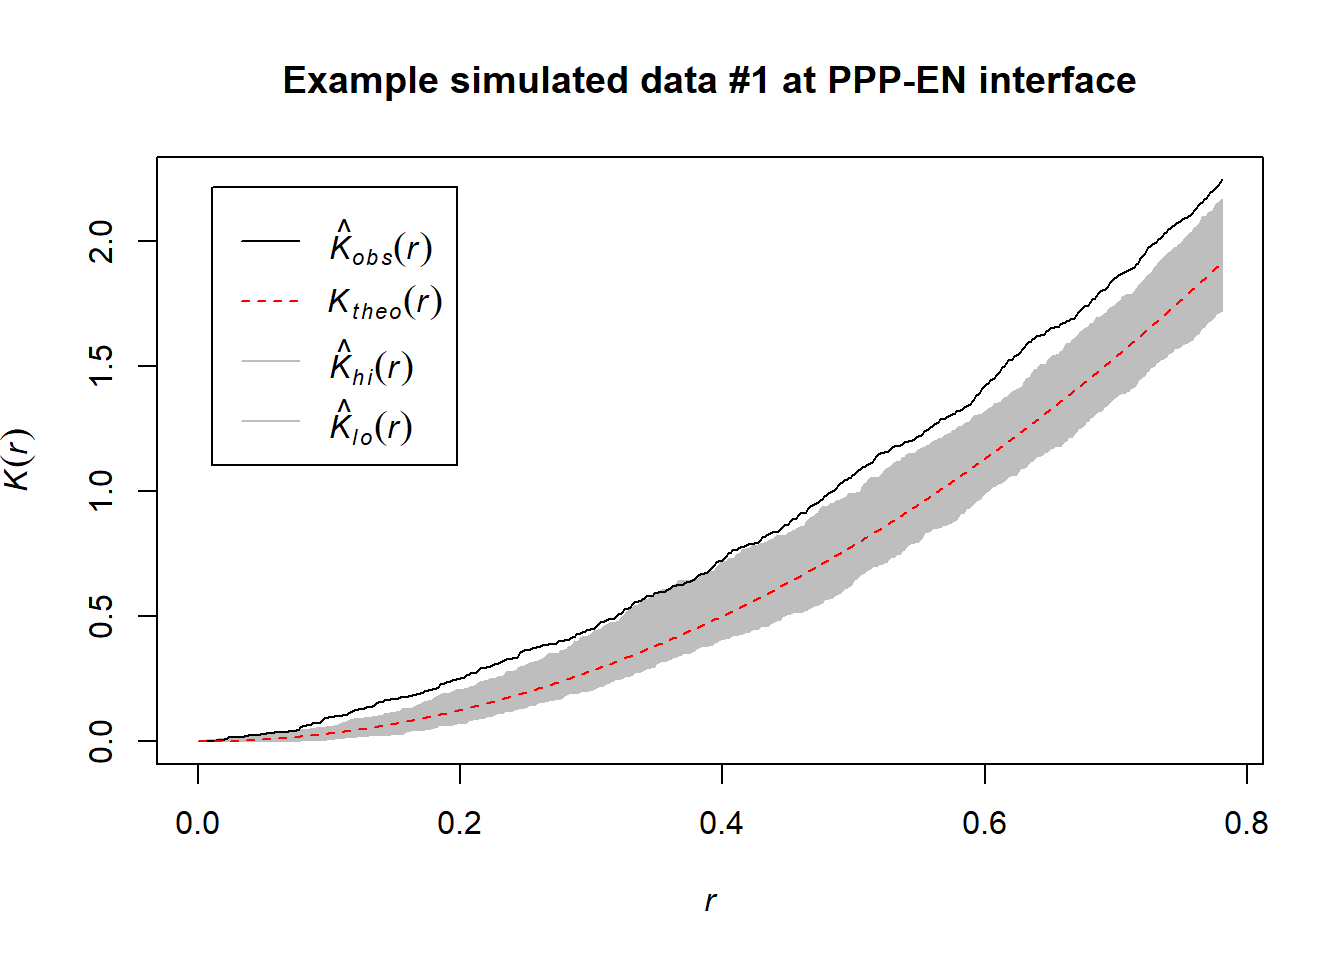 Example simulated data #1 at PPP-EN interface
K̂obs(r)
Ktheo(r)
K̂hi(r)
K̂lo(r)
K(r)
2.0
1.5
1.0
0.5
0.0
0.0 0.2 0.4 0.6 0.8
r